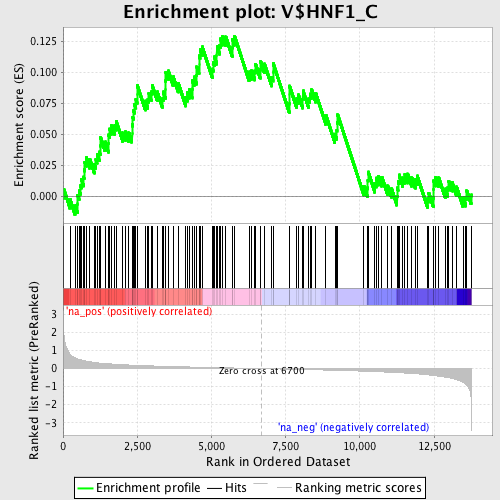 Enrichment plot: V$HNF1_C
Enrichment score (ES)
0.125
0.100
0.075
0.050
0.025
0.000
Ranked list metric (PreRanked)
3
2
1
0
-1
-2
-3
'na_pos' (positively correlated)
Zero cross at 6700
'na_neg' (negatively correlated)
0
2,500
5,000
7,500
10,000
12,500
Rank in Ordered Dataset
Enrichment profile
Hits
Ranking metric scores